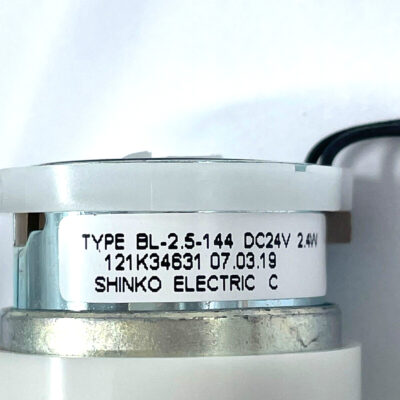 TYPE BL-2.5-144 DC24V 2.4W
121K34631 07.03.19
SHINKO ELECTRIC C